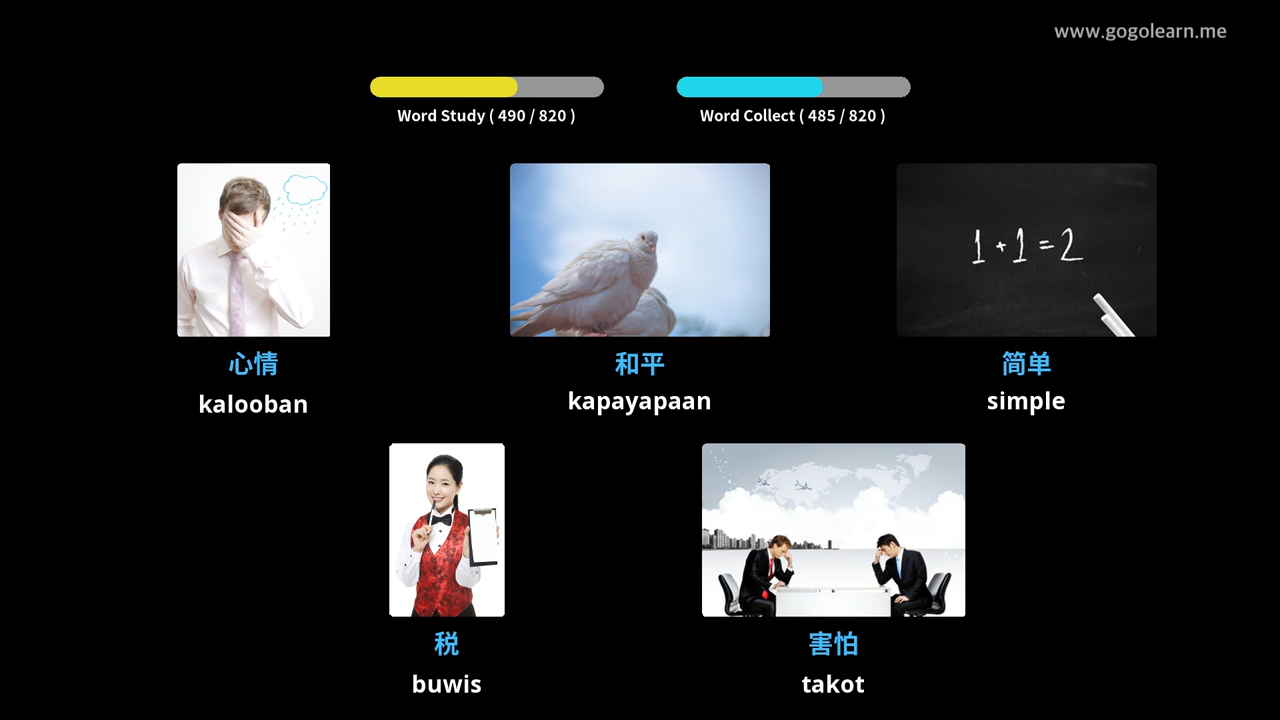 www.gogolearn.me
Word Study ( 490 / 820 )
Word Collect ( 485 / 820 )
1 + 1 = 2
心情
kalooban
和平
kapayapaan
简单
simple
税
buwis
害怕
takot